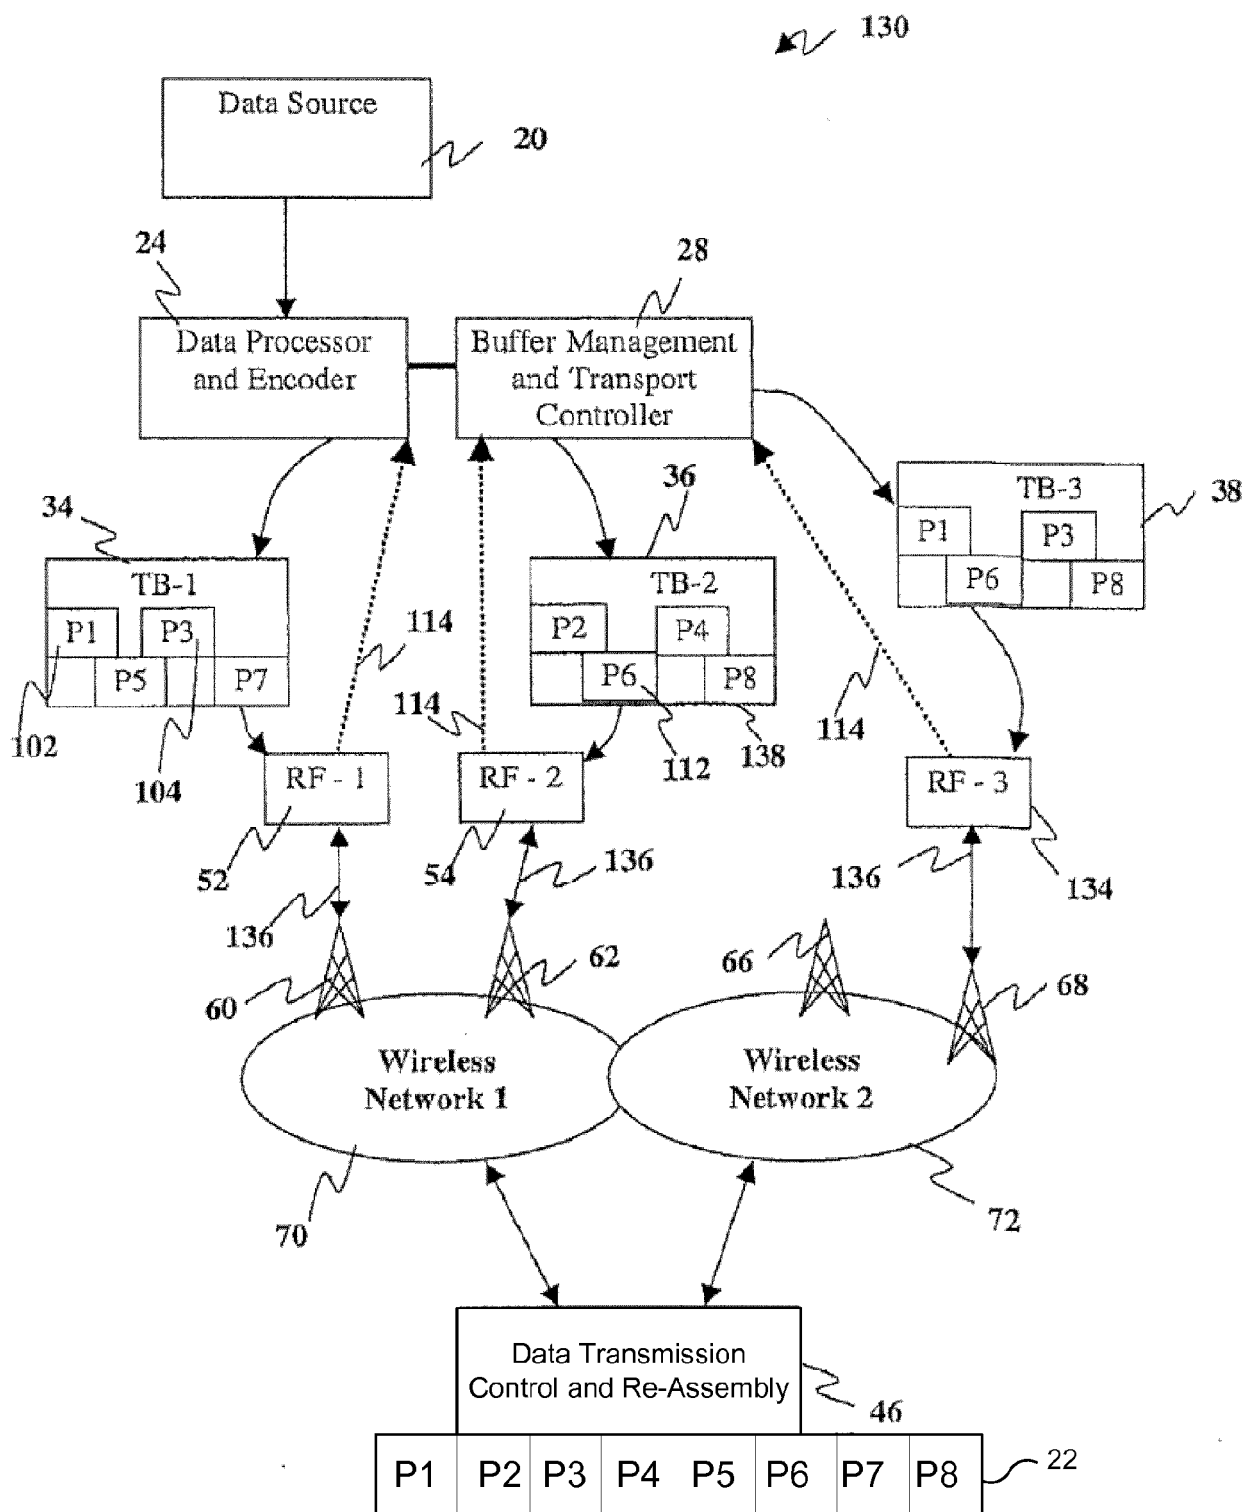 130
Data Source
20
24
28
Data Processor
and Encoder
Buffer Management
and Transport
Controller
34
36
38
TB-1
P1
P3
P5
P7
TB-2
P2
P4
P6
P8
TB-3
P1
P3
P6
P8
114
114
114
102
104
112
138
RF - 1
RF - 2
RF - 3
52
54
134
136
136
136
60
62
66
68
Wireless
Network 1
Wireless
Network 2
70
72
Data Transmission
Control and Re-Assembly
46
P1 P2 P3 P4 P5 P6 P7 P8
22